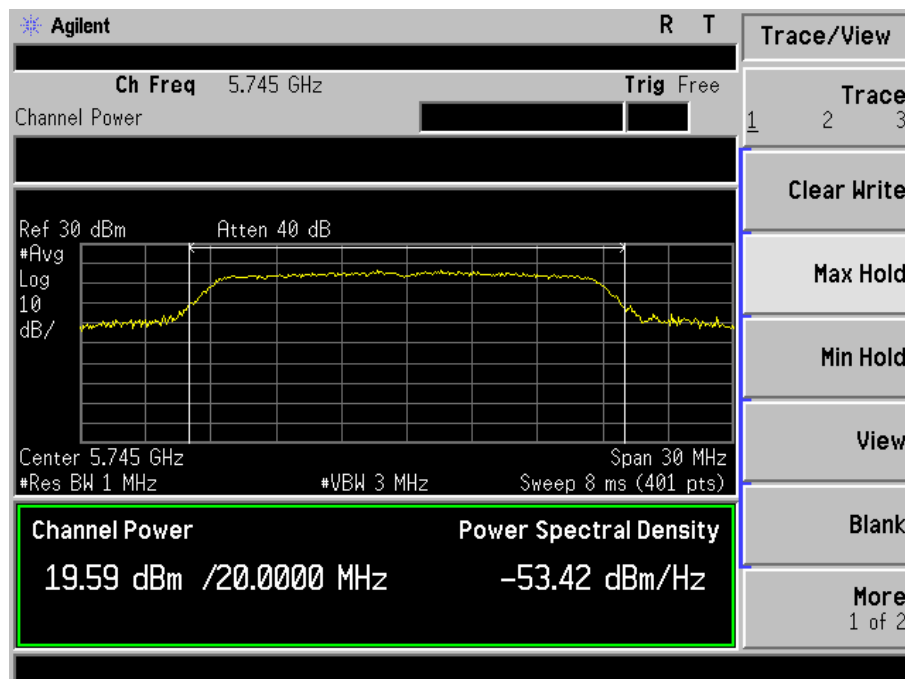 Agilent R T
Ch Freq 5.745 GHz Trig Free
Channel Power
Ref 30 dBm Atten 40 dB
#Avg
Log
10
dB/
Center 5.745 GHz Span 30 MHz
#Res BW 1 MHz #VBW 3 MHz Sweep 8 ms (401 pts)
Channel Power Power Spectral Density
19.59 dBm /20.0000 MHz -53.42 dBm/Hz
Trace/View
Trace
1 2 3
Clear Write
Max Hold
Min Hold
View
Blank
More
1 of 2